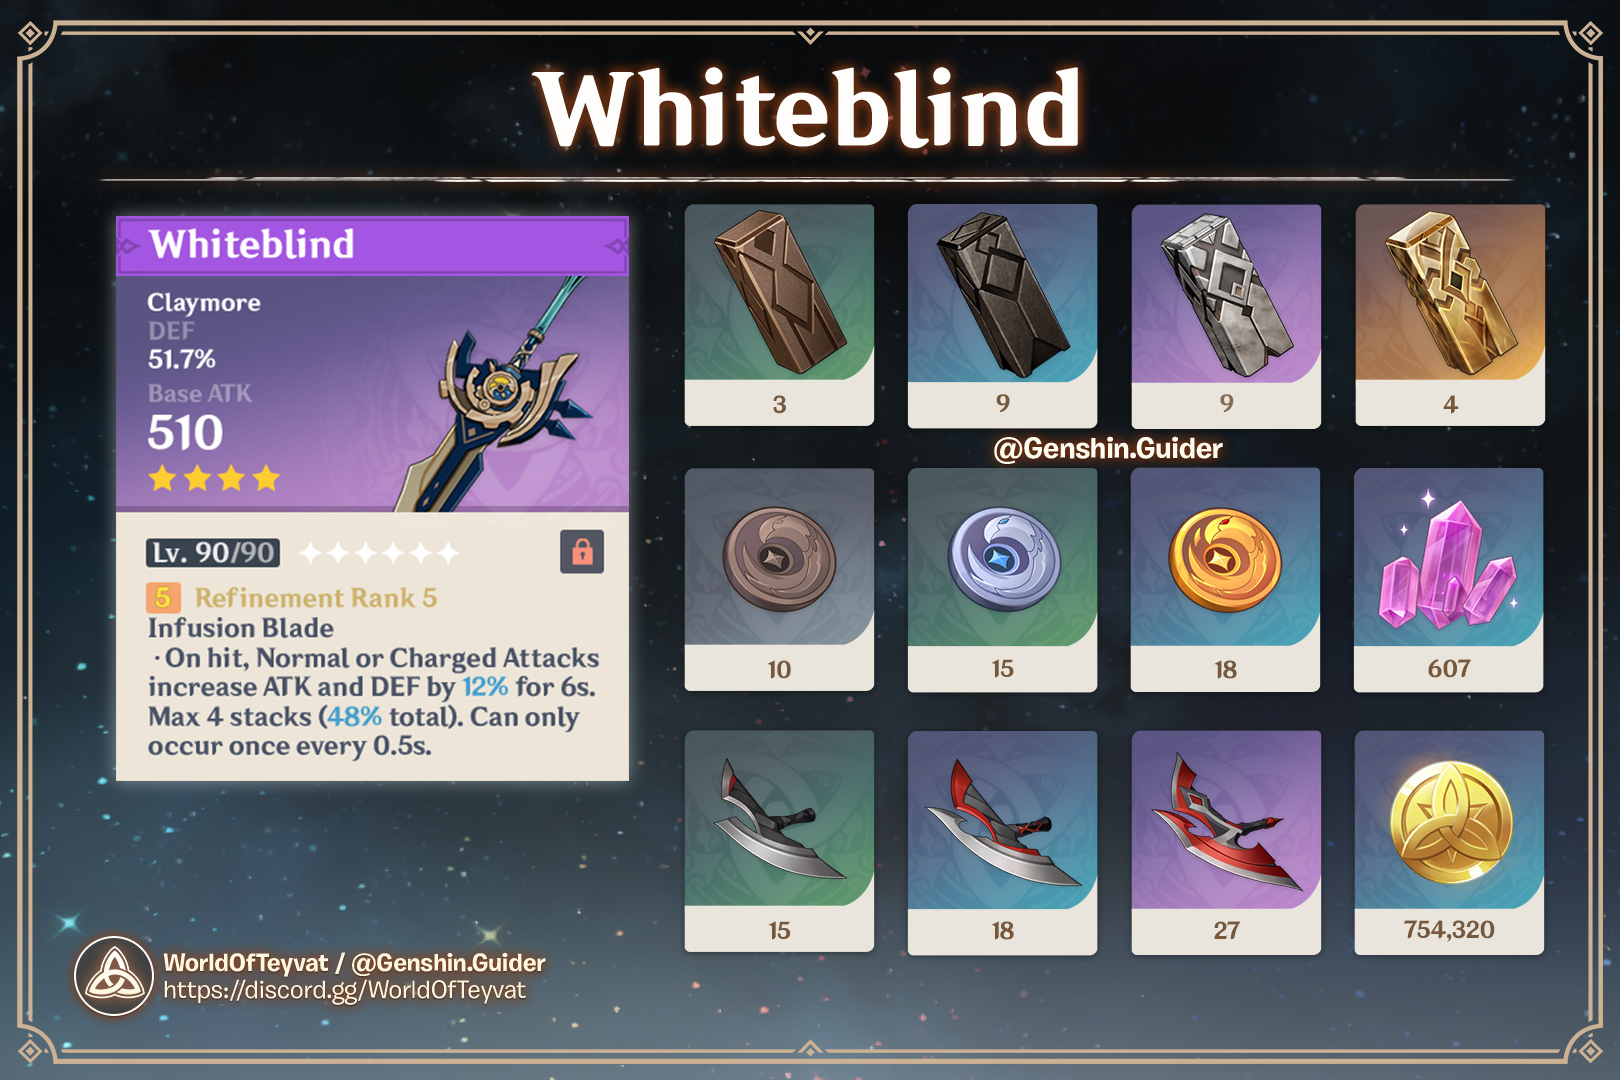 Whiteblind
Whiteblind
Claymore
DEF
51.7%
Base ATK
510
Lv. 90/90
5 Refinement Rank 5
Infusion Blade
· On hit, Normal or Charged Attacks
increase ATK and DEF by 12% for 6s.
Max 4 stacks (48% total). Can only
occur once every 0.5s.
3
9
9
4
@Genshin.Guider
10
15
18
607
15
18
27
754,320
WorldOfTeyvat / @Genshin.Guider
https://discord.gg/WorldOfTeyvat